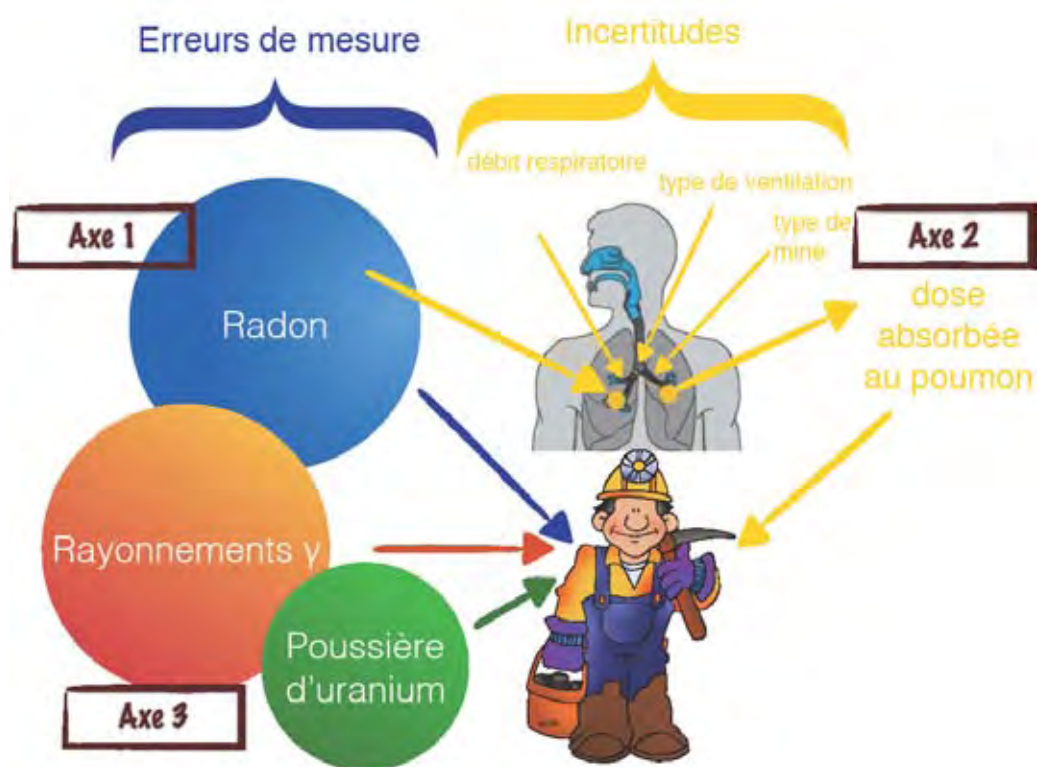 Erreurs de mesure
Incertitudes
débit respiratoire
type de ventilation
type de
mine
Axe 1
Axe 2
Radon
dose
absorbée
au poumon
Rayonnements γ
Poussière
d'uranium
Axe 3